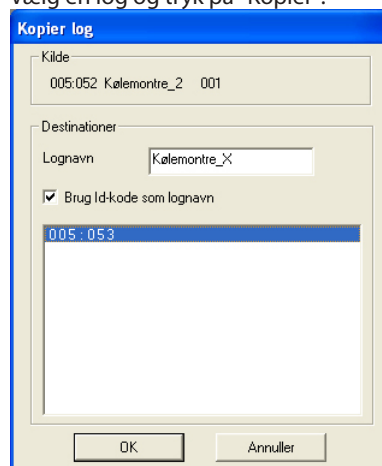 Vælg en log og tryk på "Kopier".
Kopier log
Kilde
005:052 Kølemontre_2 001
Destinationer
Lognavn Kølemontre_X
Brug Id-kode som lognavn
005:053
OK Annuller